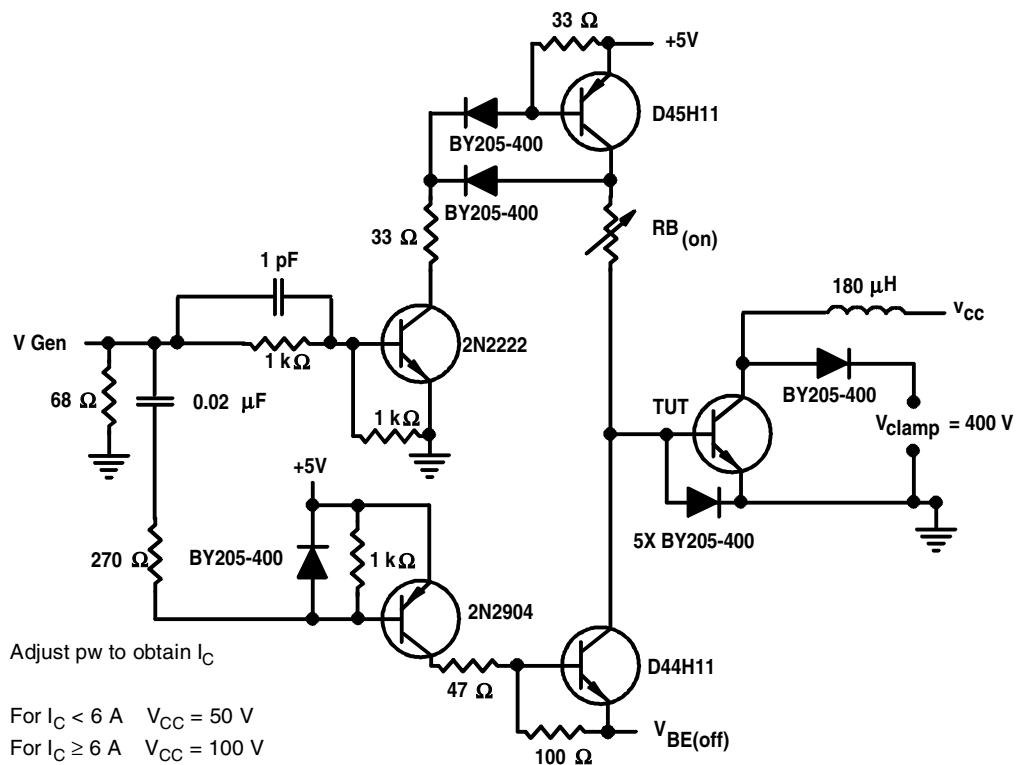 33 Ω
+5V
D45H11
BY205-400
BY205-400
33 Ω
RB(on)
1 pF
180 μH
vcc
V Gen
1 kΩ
2N2222
BY205-400
68 Ω
0.02 μF
1 kΩ
TUT
Vclamp = 400 V
+5V
5X BY205-400
270 Ω
BY205-400
1 kΩ
2N2904
Adjust pw to obtain IC
D44H11
47 Ω
For IC < 6 A VCC = 50 V
VBE(off)
For IC ≥ 6 A VCC = 100 V
100 Ω